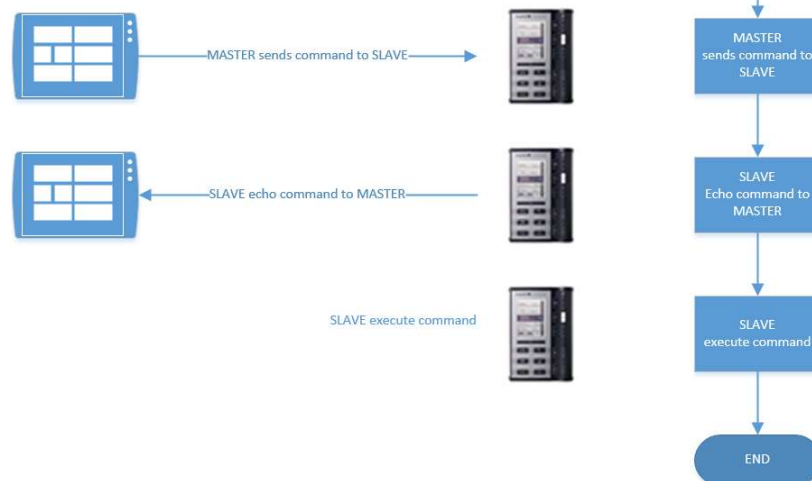 MASTER sends command to SLAVE
MASTER
sends command to
SLAVE
SLAVE echo command to MASTER
SLAVE
Echo command to
MASTER
SLAVE execute command
SLAVE
execute command
END